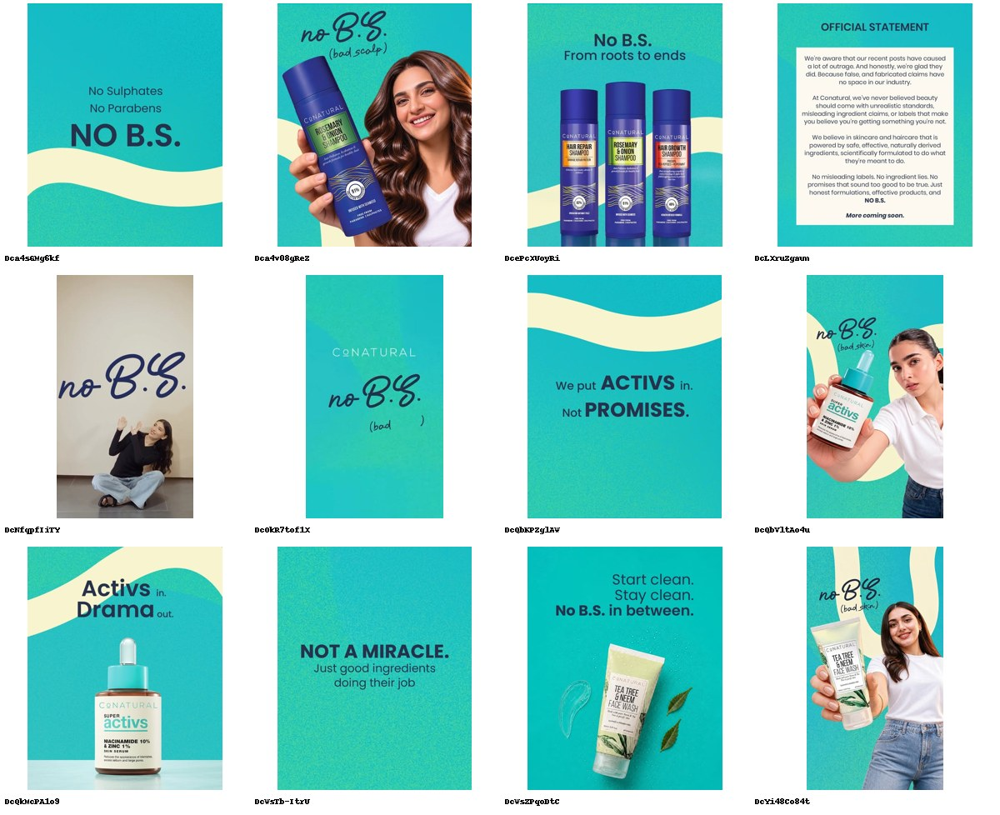 No Sulphates
No Parabens
NO B.S.
Dca4sGMg6kf
no B.S.
(bad scalp)
CONATURAL
ROSEMARY
& ONION
SHAMPOO
91%
Dca4v08gReZ
No B.S.
From roots to ends
CONATURAL
HAIR REPAIR
SHAMPOO
CONATURAL
ROSEMARY
& ONION
SHAMPOO
91%
CONATURAL
HAIR GROWTH
SHAMPOO
DcePcXUoyRi
OFFICIAL STATEMENT
We're aware that our recent posts have caused
a lot of outrage. And honestly, we're glad they
did. Because false, and fabricated claims have
no space in our industry.
At Conatural, we've never believed beauty
should come with unrealistic standards,
misleading ingredient claims, or labels that make
you believe you're getting something you're not.
We believe in skincare and haircare that is
powered by safe, effective, naturally derived
ingredients, scientifically formulated to do what
they're meant to do.
No misleading labels. No ingredient lies. No
promises that sound too good to be true. Just
honest formulations, effective products, and
NO B.S.
More coming soon.
DcLXruZgaum
no B.S.
DcNfqpfIiTY
CONATURAL
no B.S.
(bad )
DcOkR7tof1X
We put ACTIVS in.
Not PROMISES.
DcQbKPZglAW
no B.S.
(bad skin)
CONATURAL
SUPER
activs
NIACINAMIDE 10%
& ZINC 1%
SKIN SERUM
DcQbVltAo4u
Activs in.
Drama out.
CONATURAL
SUPER
activs
NIACINAMIDE 10%
& ZINC 1%
SKIN SERUM
DcQkMcPA1o9
NOT A MIRACLE.
Just good ingredients
doing their job
DcWsTb-ItrU
Start clean.
Stay clean.
No B.S. in between.
CONATURAL
TEA TREE
& NEEM
FACE WASH
DcWsZPqoDtC
no B.S.
(bad skin)
CONATURAL
TEA TREE
& NEEM
FACE WASH
DcYi48Co84t